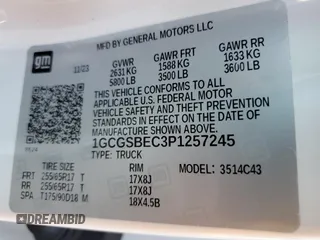 gm
MFD BY GENERAL MOTORS LLC
11/23
GVWR GAWR FRT GAWR RR
2631 KG 1588 KG 1633 KG
5800 LB 3500 LB 3600 LB
THIS VEHICLE CONFORMS TO ALL
APPLICABLE U.S. FEDERAL MOTOR
VEHICLE SAFETY AND THEFT PREVENTION
STANDARDS IN EFFECT ON THE DATE OF
MANUFACTURE SHOWN ABOVE.
1GCGSBEC3P1257245
TYPE: TRUCK
MODEL: 3514C43
TIRE SIZE RIM
FRT 255/65R17 T 17X8J
RR 255/65R17 T 17X8J
SPA T175/90D18 M 18X4.5B
DREAMBID